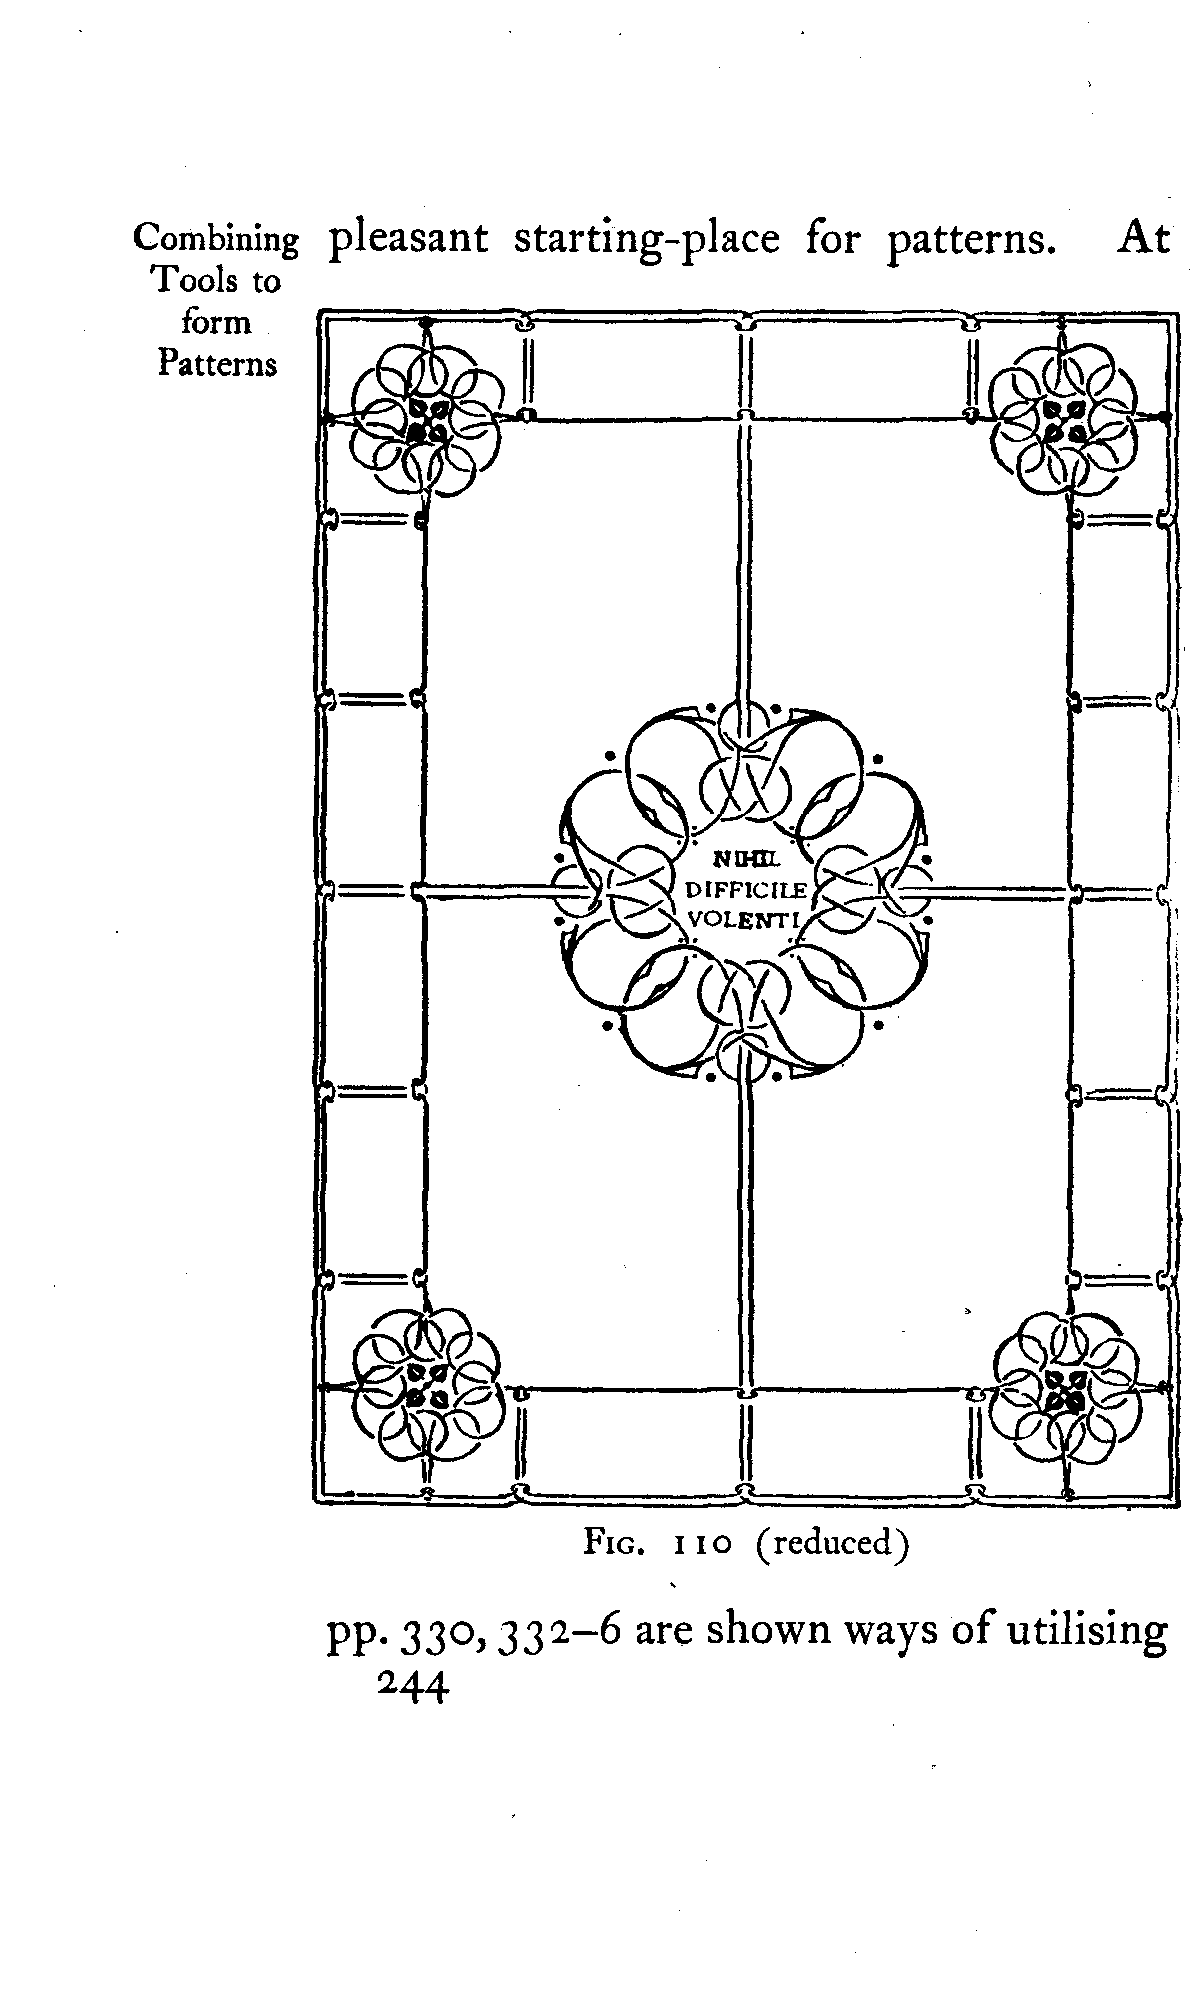 Combining
Tools to
form
Patterns
pleasant starting-place for patterns. At
NIHIL
DIFFICILE
VOLENTI
FIG. 110 (reduced)
pp. 330, 332–6 are shown ways of utilising
244